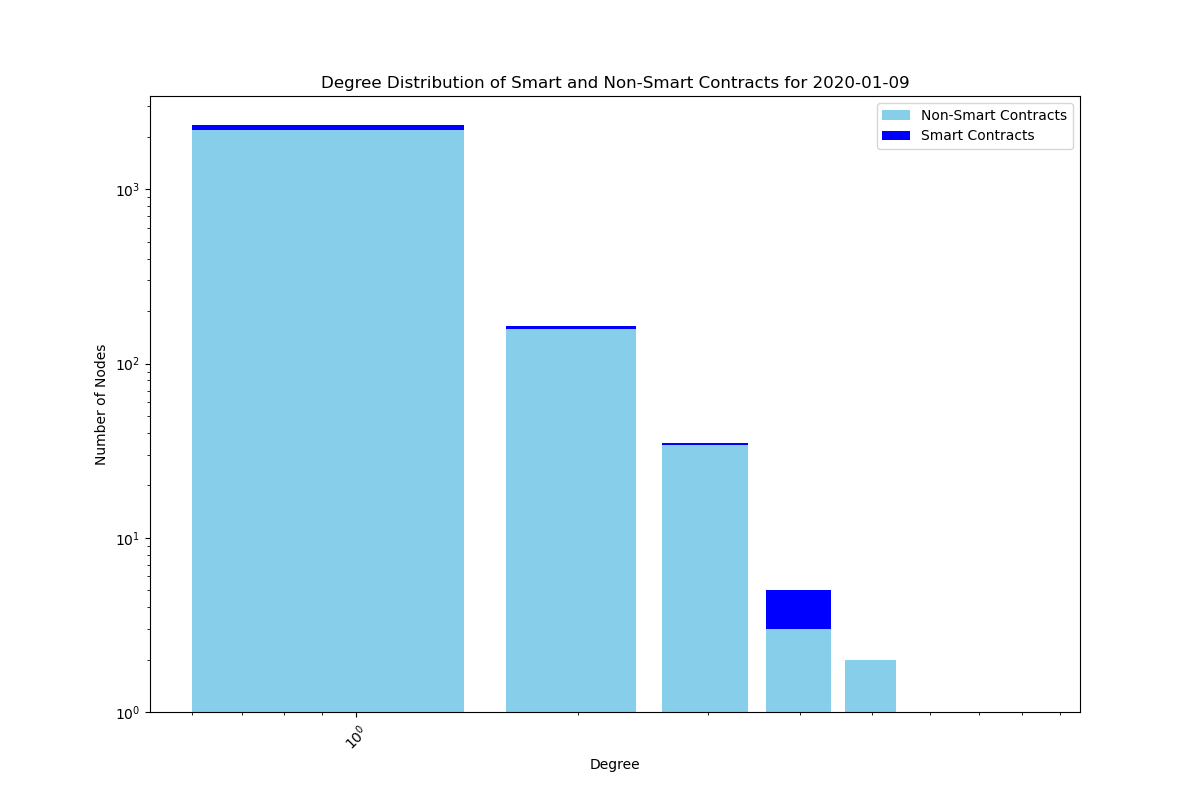 Degree Distribution of Smart and Non-Smart Contracts for 2020-01-09
Non-Smart Contracts
Smart Contracts
Number of Nodes
10³
10²
10¹
10⁰
10⁰
Degree